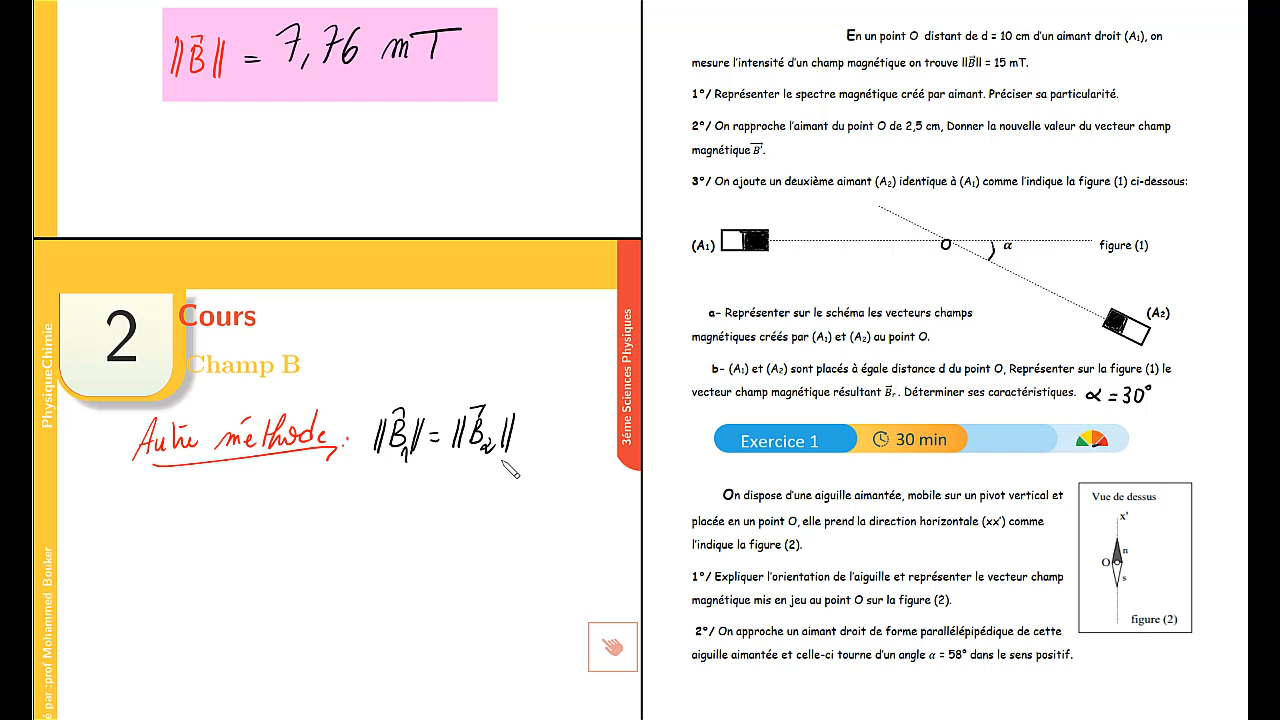 ||B⃗|| = 7,76 mT
2
Cours
Champ B
PhysiqueChimie
é par :prof Mohammed Bouker
3éme Sciences Physiques
Autre méthode : ||B⃗₁|| = ||B⃗₂||
En un point O distant de d = 10 cm d'un aimant droit (A₁), on
mesure l'intensité d'un champ magnétique on trouve ||B⃗|| = 15 mT.
1°/ Représenter le spectre magnétique créé par aimant. Préciser sa particularité.
2°/ On rapproche l'aimant du point O de 2,5 cm, Donner la nouvelle valeur du vecteur champ
magnétique B'⃗.
3°/ On ajoute un deuxième aimant (A₂) identique à (A₁) comme l'indique la figure (1) ci-dessous:
(A₁) O α figure (1)
(A₂)
a- Représenter sur le schéma les vecteurs champs
magnétiques créés par (A₁) et (A₂) au point O.
b- (A₁) et (A₂) sont placés à égale distance d du point O, Représenter sur la figure (1) le
vecteur champ magnétique résultant B⃗ᵣ. Déterminer ses caractéristiques. α = 30°
Exercice 1 30 min
On dispose d'une aiguille aimantée, mobile sur un pivot vertical et
placée en un point O, elle prend la direction horizontale (xx') comme
l'indique la figure (2).
1°/ Expliquer l'orientation de l'aiguille et représenter le vecteur champ
magnétique mis en jeu au point O sur la figure (2).
2°/ On approche un aimant droit de forme parallélépipédique de cette
aiguille aimantée et celle-ci tourne d'un angle α = 58° dans le sens positif.
Vue de dessus
x'
n
O
s
figure (2)